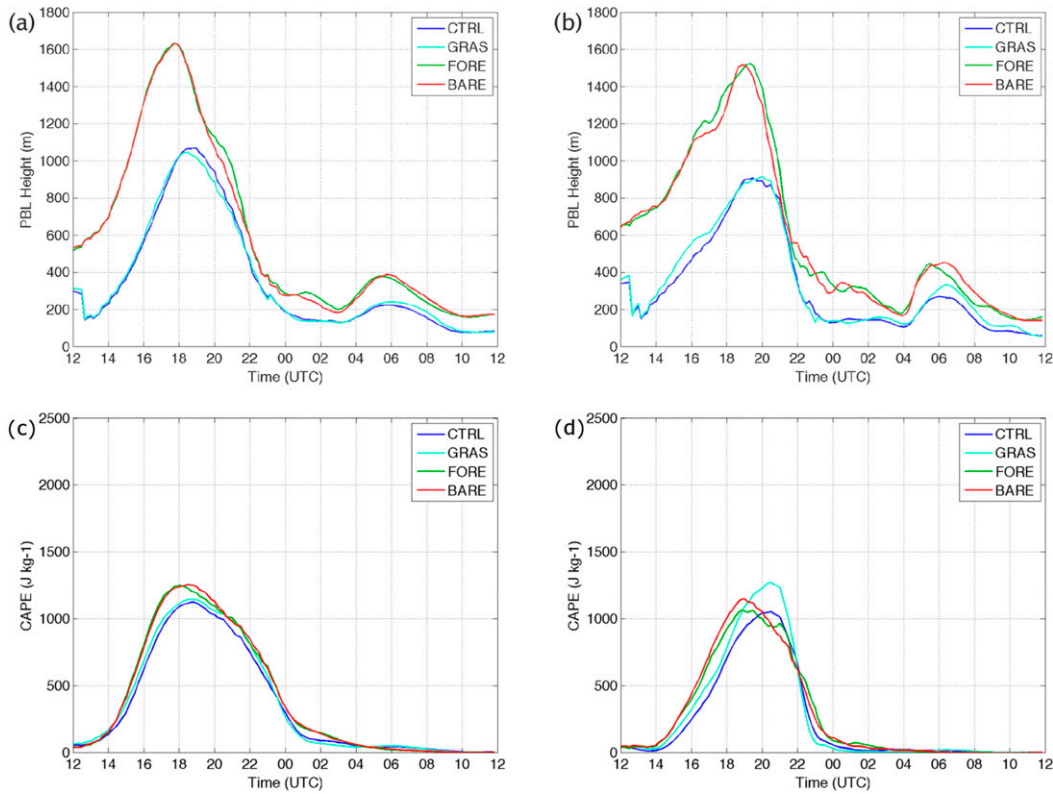 (a)
1800
1600
1400
1200
1000
800
600
400
200
0
PBL Height (m)
12 14 16 18 20 22 00 02 04 06 08 10 12
Time (UTC)
CTRL
GRAS
FORE
BARE
(b)
1800
1600
1400
1200
1000
800
600
400
200
0
PBL Height (m)
12 14 16 18 20 22 00 02 04 06 08 10 12
Time (UTC)
CTRL
GRAS
FORE
BARE
(c)
2500
2000
1500
1000
500
0
CAPE (J kg-1)
12 14 16 18 20 22 00 02 04 06 08 10 12
Time (UTC)
CTRL
GRAS
FORE
BARE
(d)
2500
2000
1500
1000
500
0
CAPE (J kg-1)
12 14 16 18 20 22 00 02 04 06 08 10 12
Time (UTC)
CTRL
GRAS
FORE
BARE